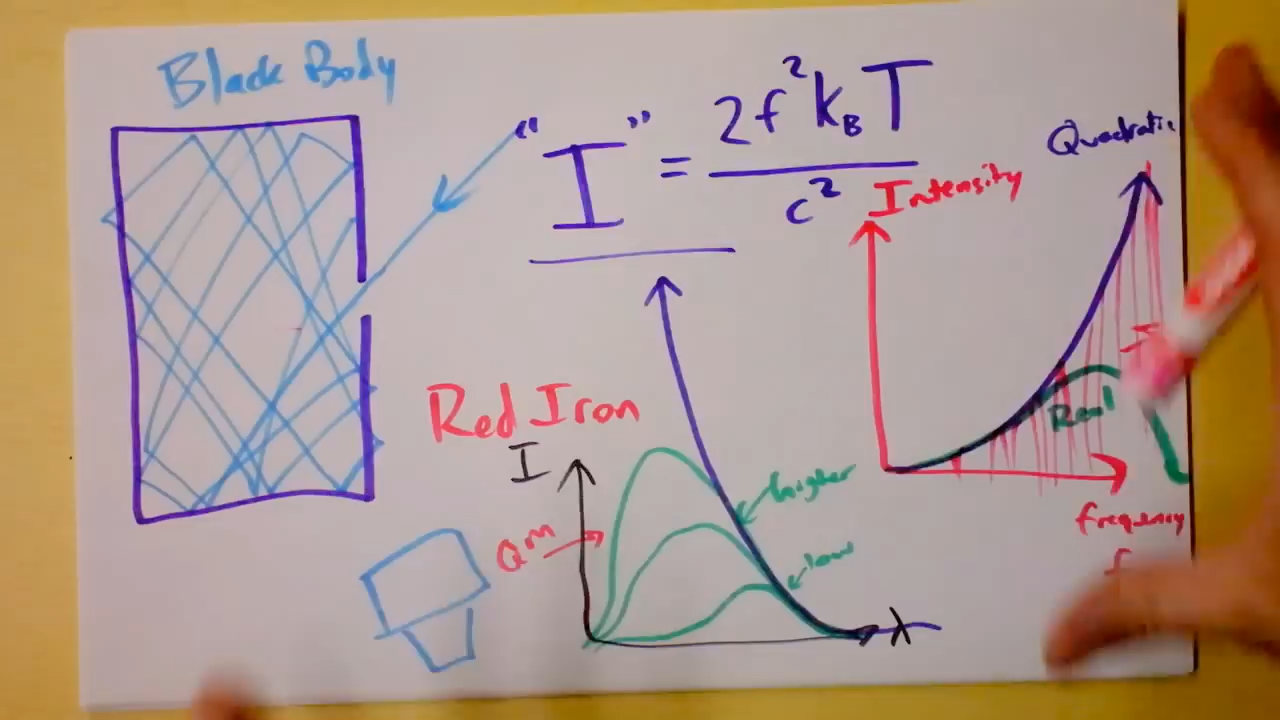 Black Body
"I" = 2f²k_BT / c²
Quadratic
Intensity
Real
frequency
f
Red Iron
I
QM
higher
low
λ